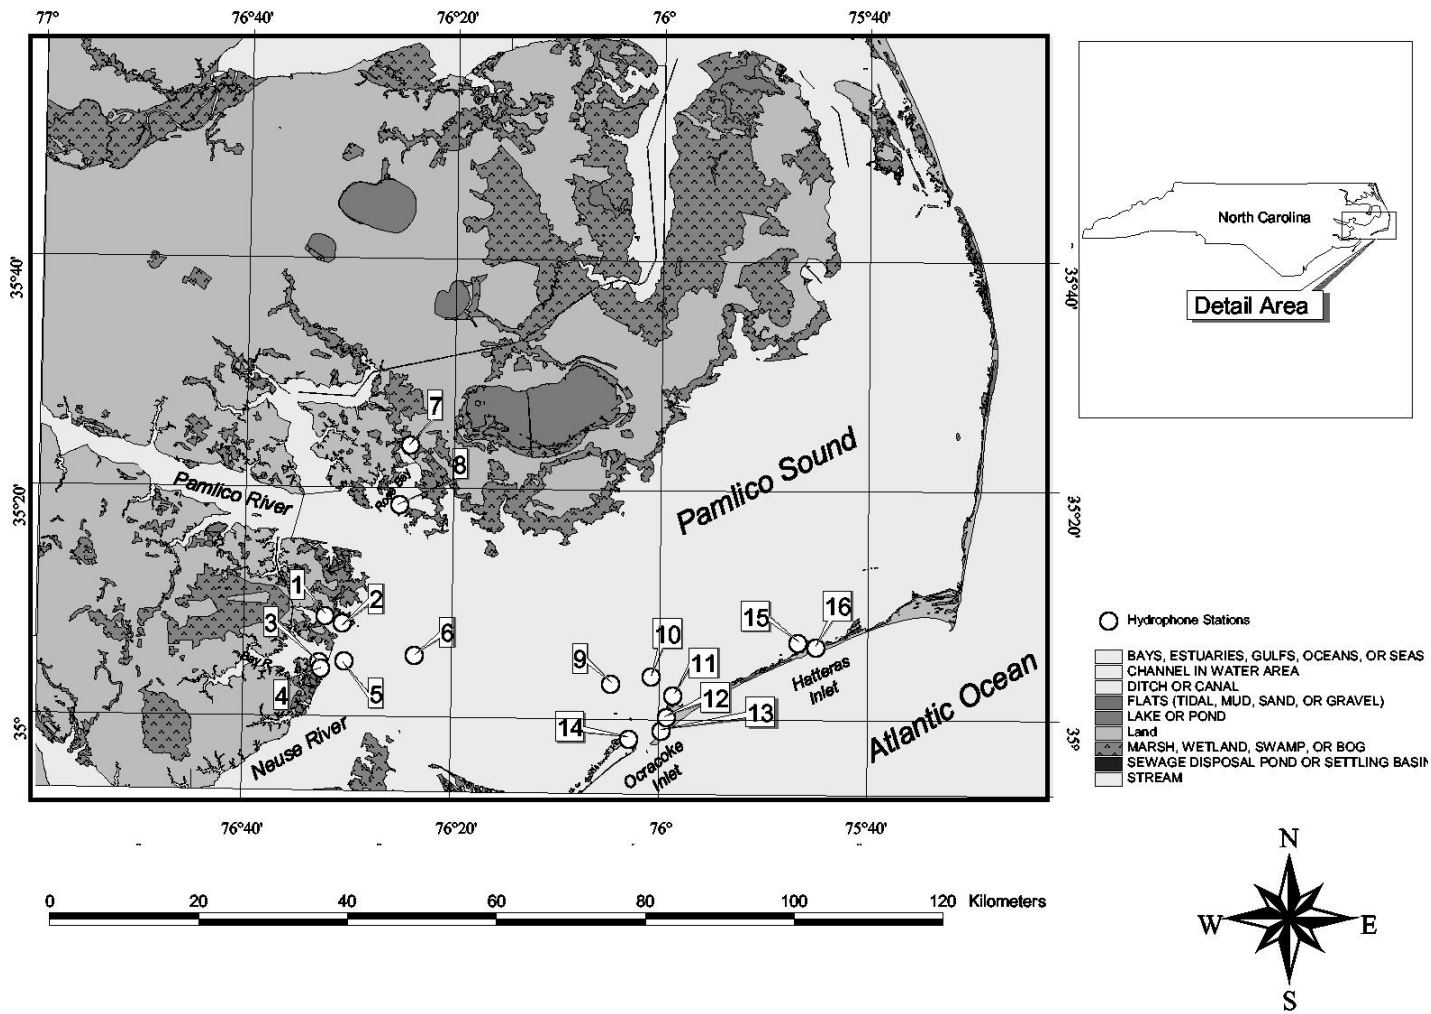 77°
76°40'
76°20'
76°
75°40'
35°40'
35°40'
North Carolina
Detail Area
7
8
Rose Bay
Pamlico Sound
Pamlico River
35°20'
35°20'
1
2
3
Bay R.
4
5
6
9
10
11
12
13
14
15
16
Hatteras
Inlet
Ocracoke
Inlet
Neuse River
Atlantic Ocean
35°
35°
76°40'
76°20'
76°
75°40'
Hydrophone Stations
BAYS, ESTUARIES, GULFS, OCEANS, OR SEAS
CHANNEL IN WATER AREA
DITCH OR CANAL
FLATS (TIDAL, MUD, SAND, OR GRAVEL)
LAKE OR POND
Land
MARSH, WETLAND, SWAMP, OR BOG
SEWAGE DISPOSAL POND OR SETTLING BASIN
STREAM
0 20 40 60 80 100 120 Kilometers
N
W E
S